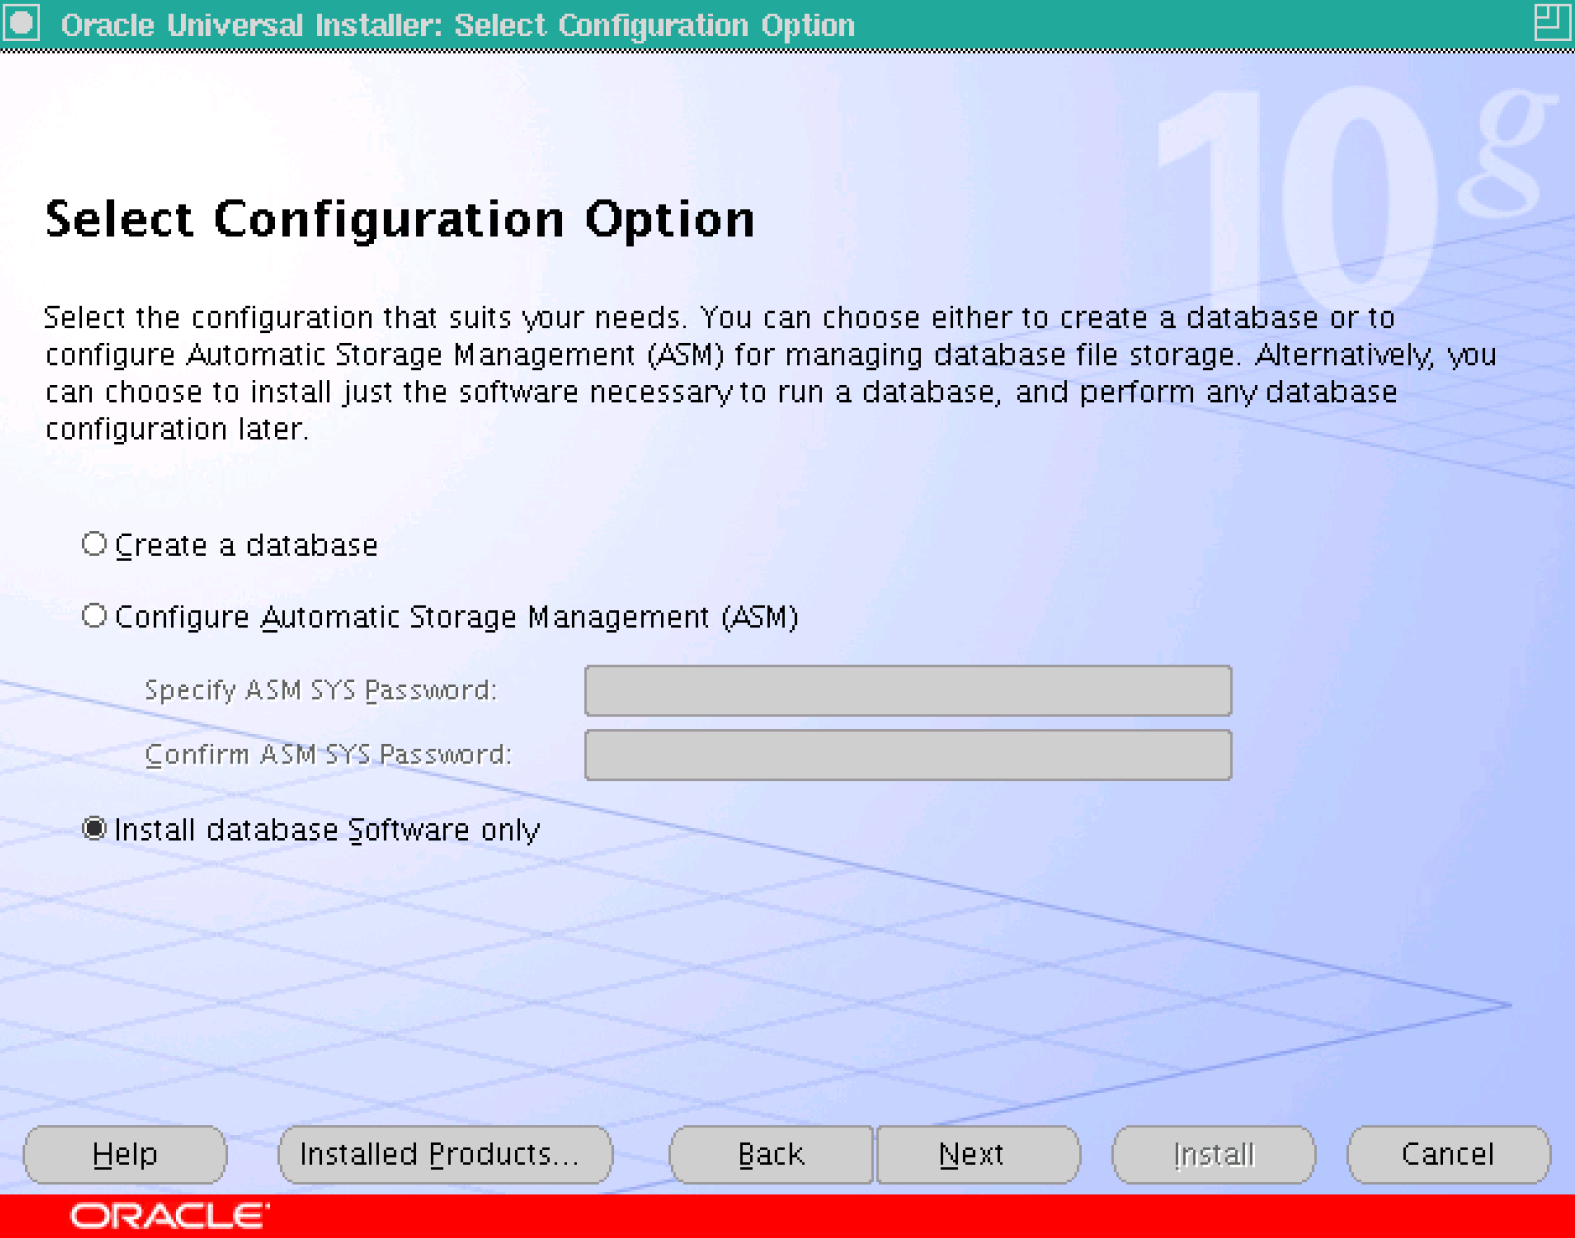 Oracle Universal Installer: Select Configuration Option
10g
Select Configuration Option
Select the configuration that suits your needs. You can choose either to create a database or to
configure Automatic Storage Management (ASM) for managing database file storage. Alternatively, you
can choose to install just the software necessary to run a database, and perform any database
configuration later.
Create a database
Configure Automatic Storage Management (ASM)
Specify ASM SYS Password:
Confirm ASM SYS Password:
Install database Software only
Help Installed Products... Back Next Install Cancel
ORACLE